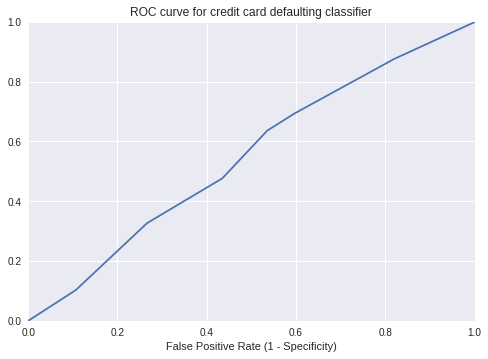 ROC curve for credit card defaulting classifier
1.0
0.8
0.6
0.4
0.2
0.0
0.0 0.2 0.4 0.6 0.8 1.0
False Positive Rate (1 - Specificity)